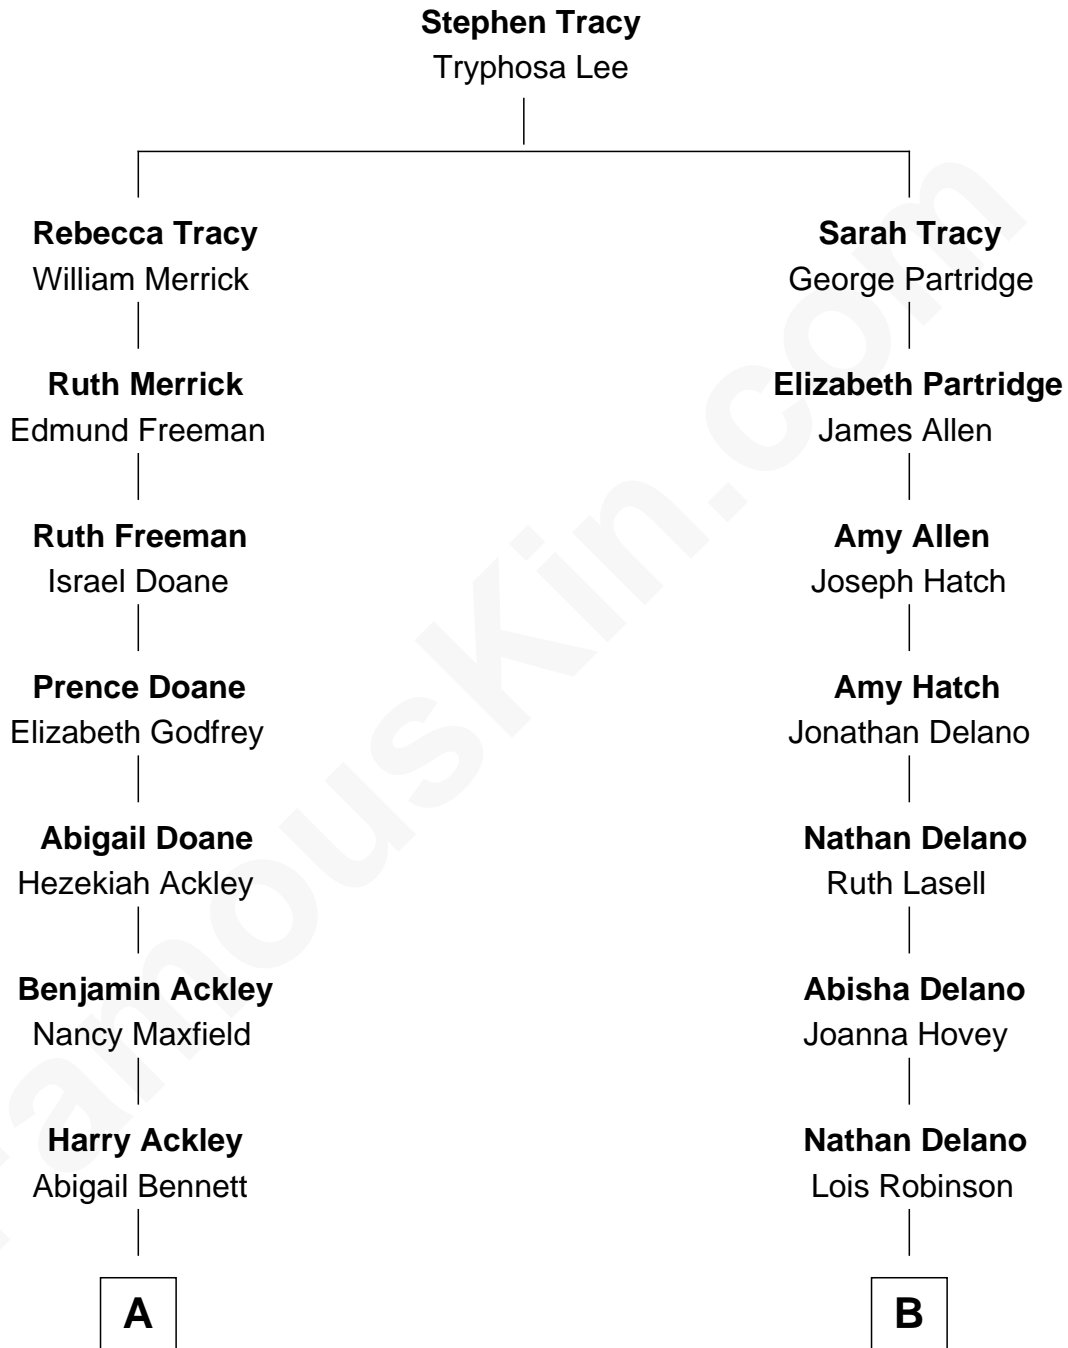 Stephen Tracy
Tryphosa Lee
Rebecca Tracy
William Merrick
Sarah Tracy
George Partridge
Ruth Merrick
Edmund Freeman
Elizabeth Partridge
James Allen
Ruth Freeman
Israel Doane
Amy Allen
Joseph Hatch
Prence Doane
Elizabeth Godfrey
Amy Hatch
Jonathan Delano
Abigail Doane
Hezekiah Ackley
Nathan Delano
Ruth Lasell
Benjamin Ackley
Nancy Maxfield
Abisha Delano
Joanna Hovey
Harry Ackley
Abigail Bennett
Nathan Delano
Lois Robinson
A
B
FamousKin.com